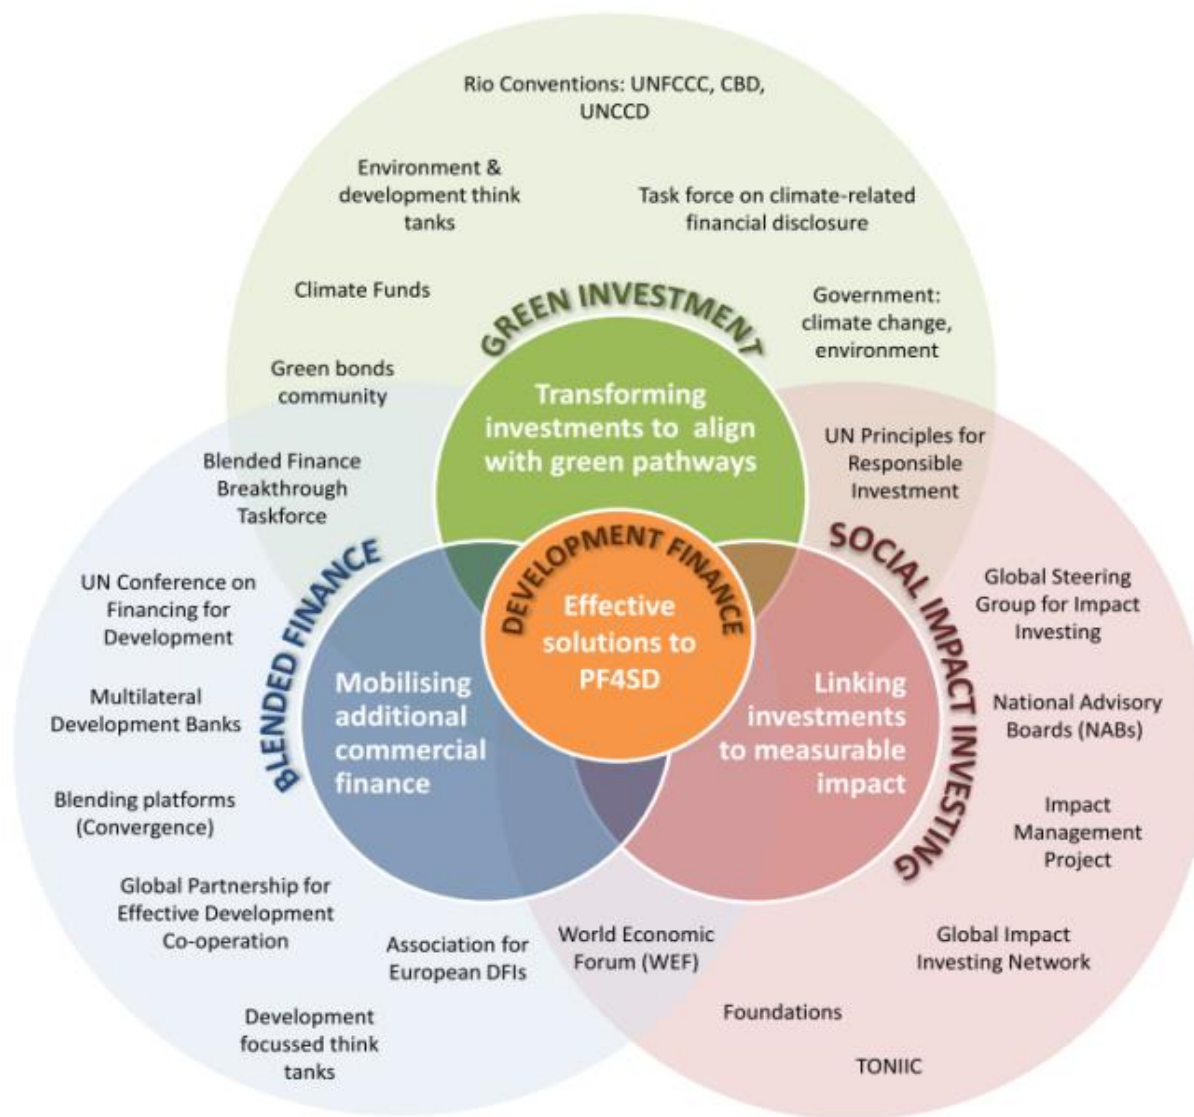 Rio Conventions: UNFCCC, CBD,
UNCCD
Environment &
development think
tanks
Task force on climate-related
financial disclosure
Climate Funds
Government:
climate change,
environment
GREEN INVESTMENT
Green bonds
community
Transforming
investments to align
with green pathways
UN Principles for
Responsible
Investment
Blended Finance
Breakthrough
Taskforce
BLENDED FINANCE
DEVELOPMENT FINANCE
SOCIAL IMPACT INVESTING
UN Conference on
Financing for
Development
Effective
solutions to
PF4SD
Global Steering
Group for Impact
Investing
Multilateral
Development Banks
Mobilising
additional
commercial
finance
Linking
investments
to measurable
impact
National Advisory
Boards (NABs)
Blending platforms
(Convergence)
Impact
Management
Project
Global Partnership for
Effective Development
Co-operation
Association for
European DFIs
World Economic
Forum (WEF)
Global Impact
Investing Network
Development
focussed think
tanks
Foundations
TONIIC